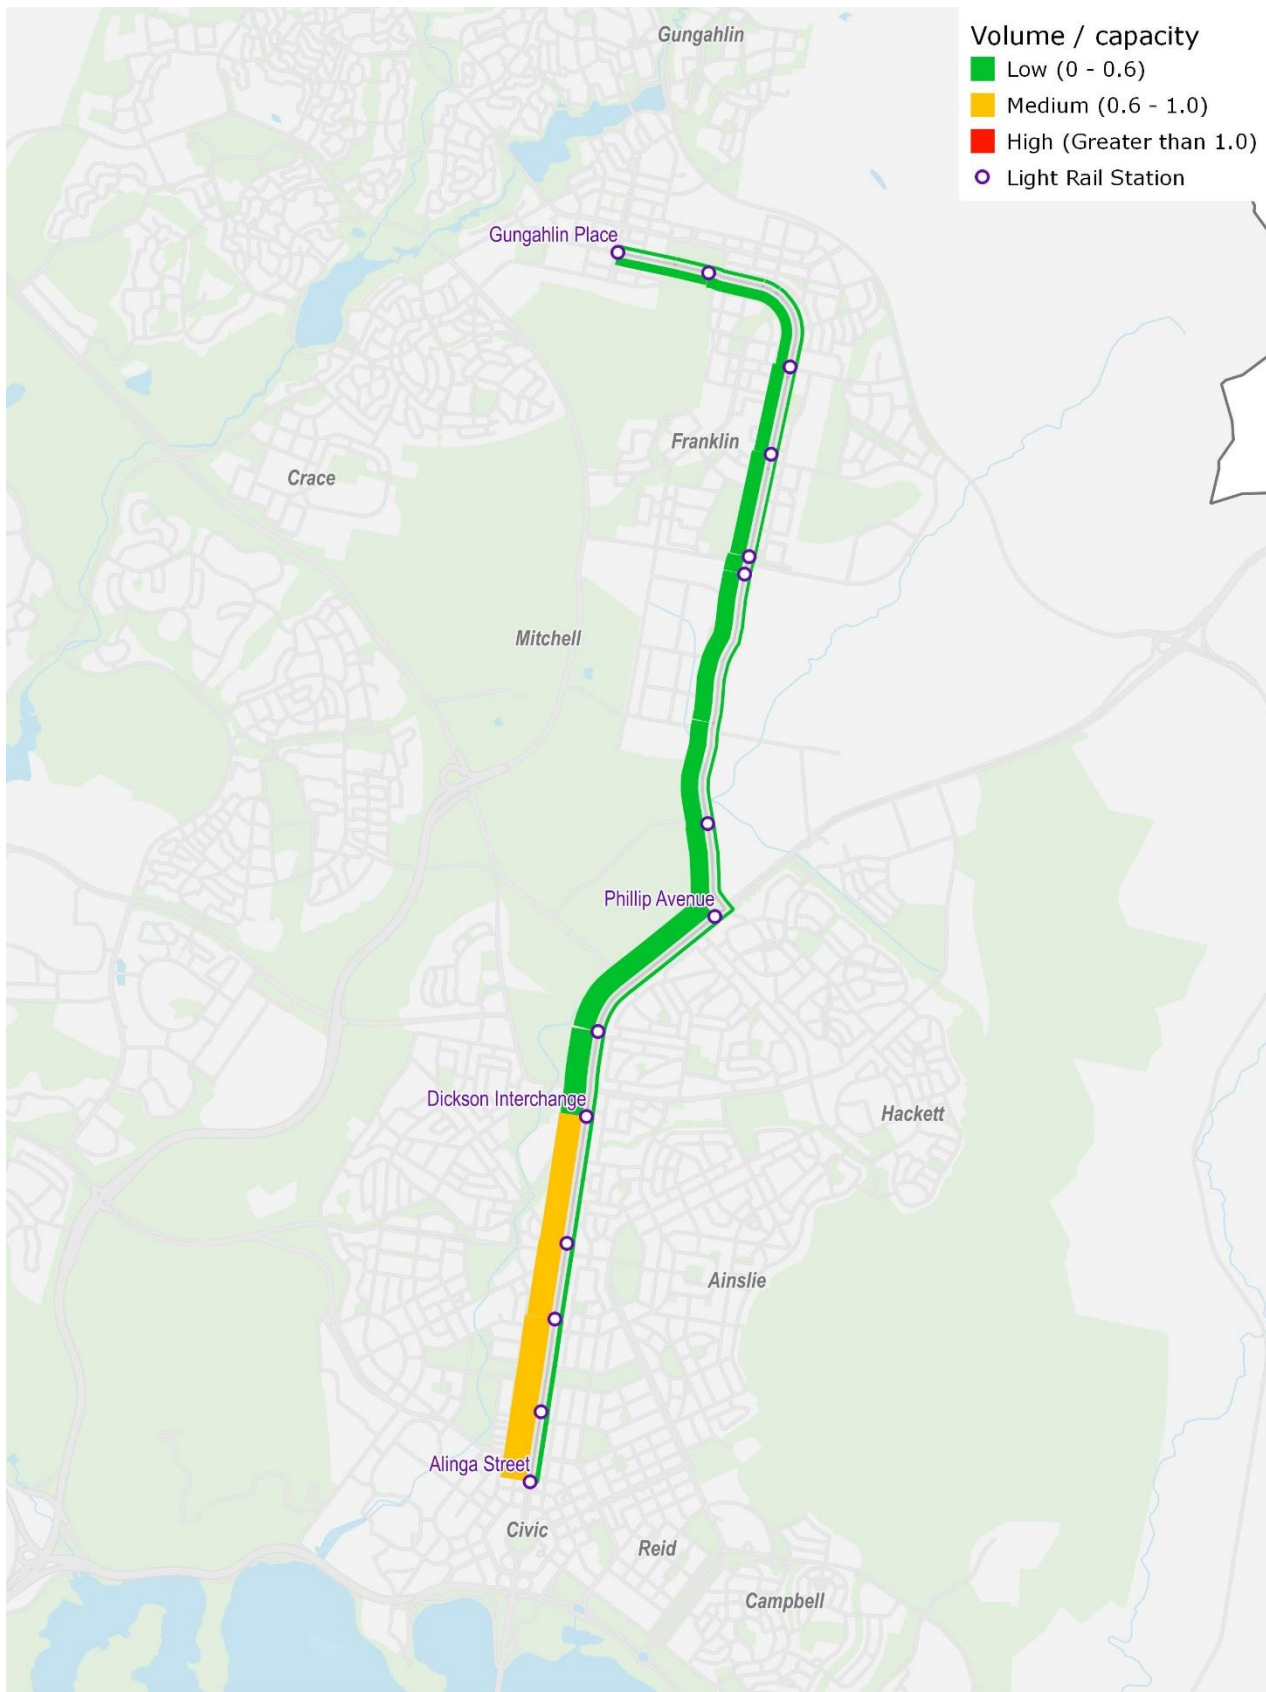 Gungahlin
Volume / capacity
Low (0 - 0.6)
Medium (0.6 - 1.0)
High (Greater than 1.0)
Light Rail Station
Gungahlin Place
Franklin
Crace
Mitchell
Phillip Avenue
Dickson Interchange
Hackett
Ainslie
Alinga Street
Civic
Reid
Campbell